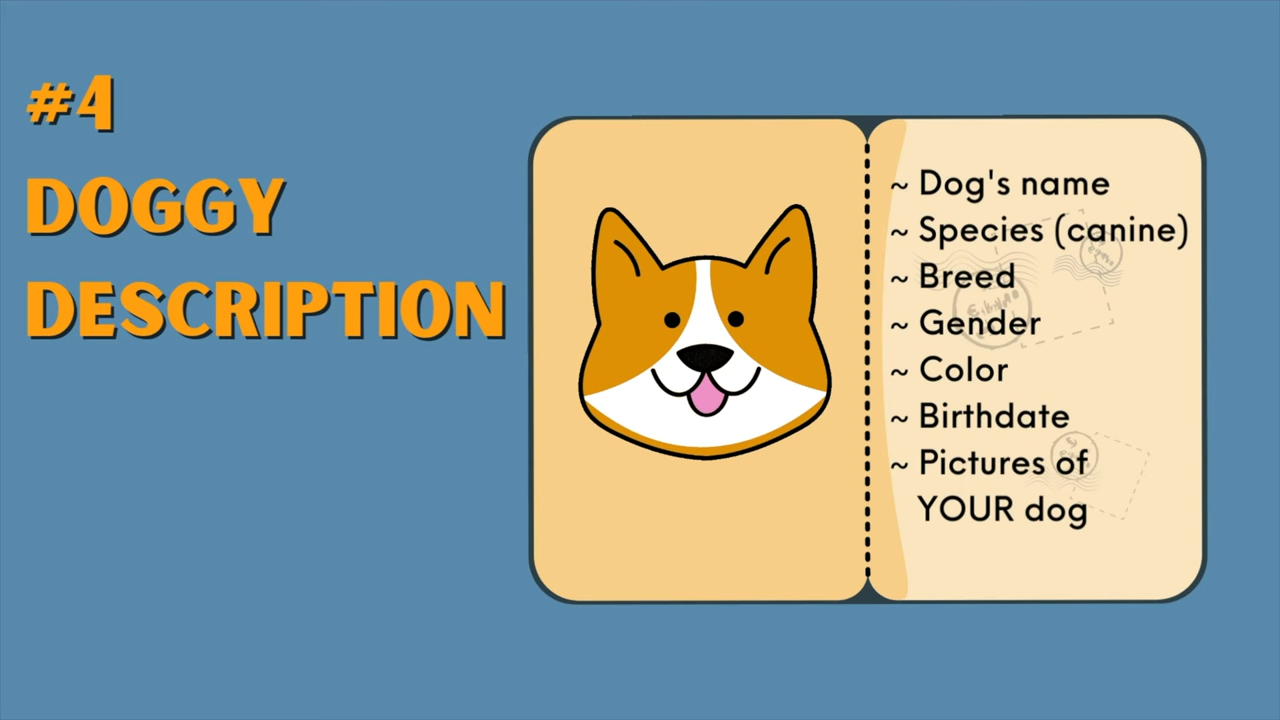 #4
DOGGY
DESCRIPTION
~ Dog's name
~ Species (canine)
~ Breed
~ Gender
~ Color
~ Birthdate
~ Pictures of
YOUR dog